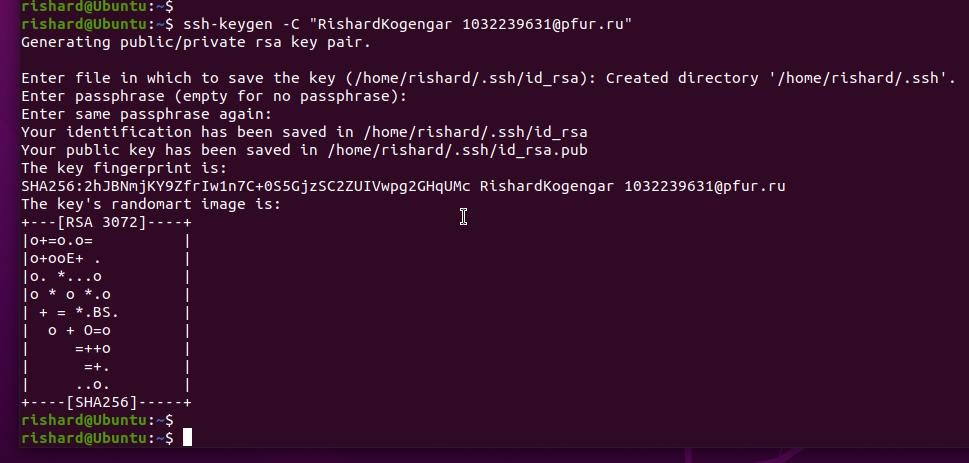 rishard@Ubuntu:~$
rishard@Ubuntu:~$ ssh-keygen -C "RishardKogengar 1032239631@pfur.ru"
Generating public/private rsa key pair.

Enter file in which to save the key (/home/rishard/.ssh/id_rsa): Created directory '/home/rishard/.ssh'.
Enter passphrase (empty for no passphrase):
Enter same passphrase again:
Your identification has been saved in /home/rishard/.ssh/id_rsa
Your public key has been saved in /home/rishard/.ssh/id_rsa.pub
The key fingerprint is:
SHA256:2hJBNmjKY9ZfrIw1n7C+0S5GjzSC2ZUIVwpg2GHqUMc RishardKogengar 1032239631@pfur.ru
The key's randomart image is:
+---[RSA 3072]----+
|o+=o.o=          |
|o+ooE+ .         |
|o. *...o         |
|o * o *.o        |
| + = *.BS.       |
|  o + O=o        |
|     =++o        |
|      =+.        |
|     ..o.        |
+----[SHA256]-----+
rishard@Ubuntu:~$
rishard@Ubuntu:~$